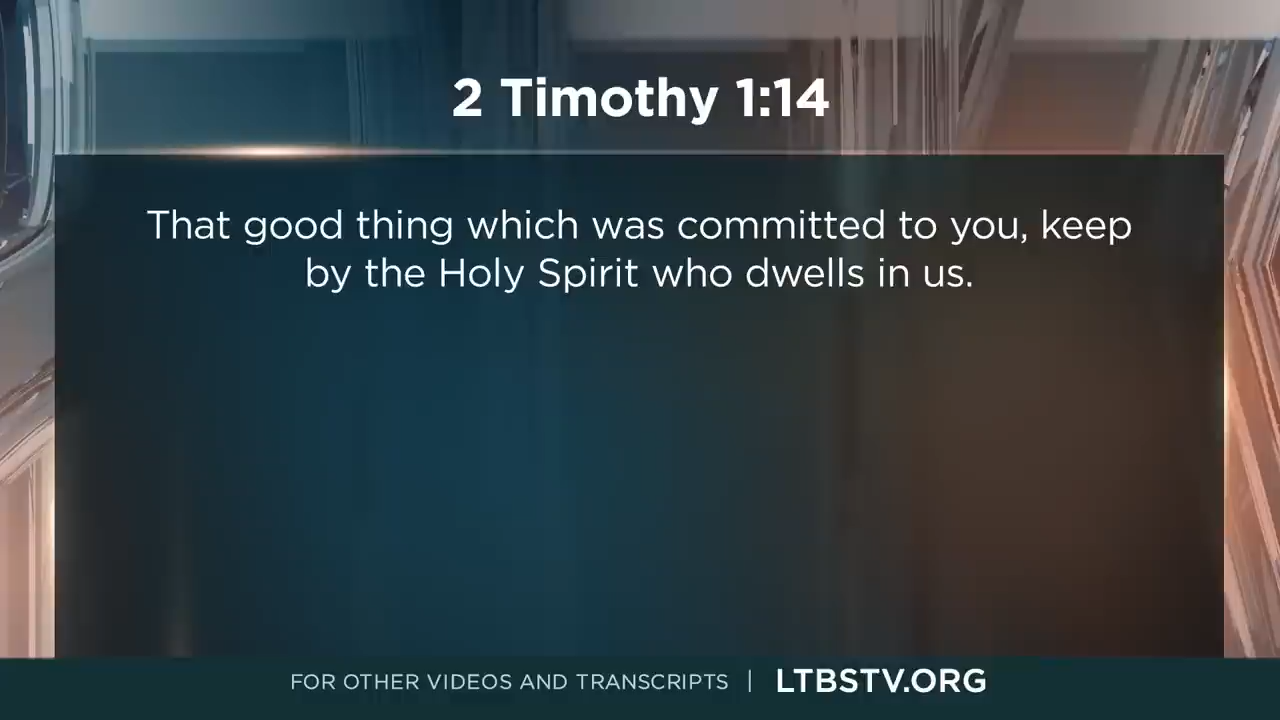 2 Timothy 1:14
That good thing which was committed to you, keep
by the Holy Spirit who dwells in us.
FOR OTHER VIDEOS AND TRANSCRIPTS | LTBSTV.ORG